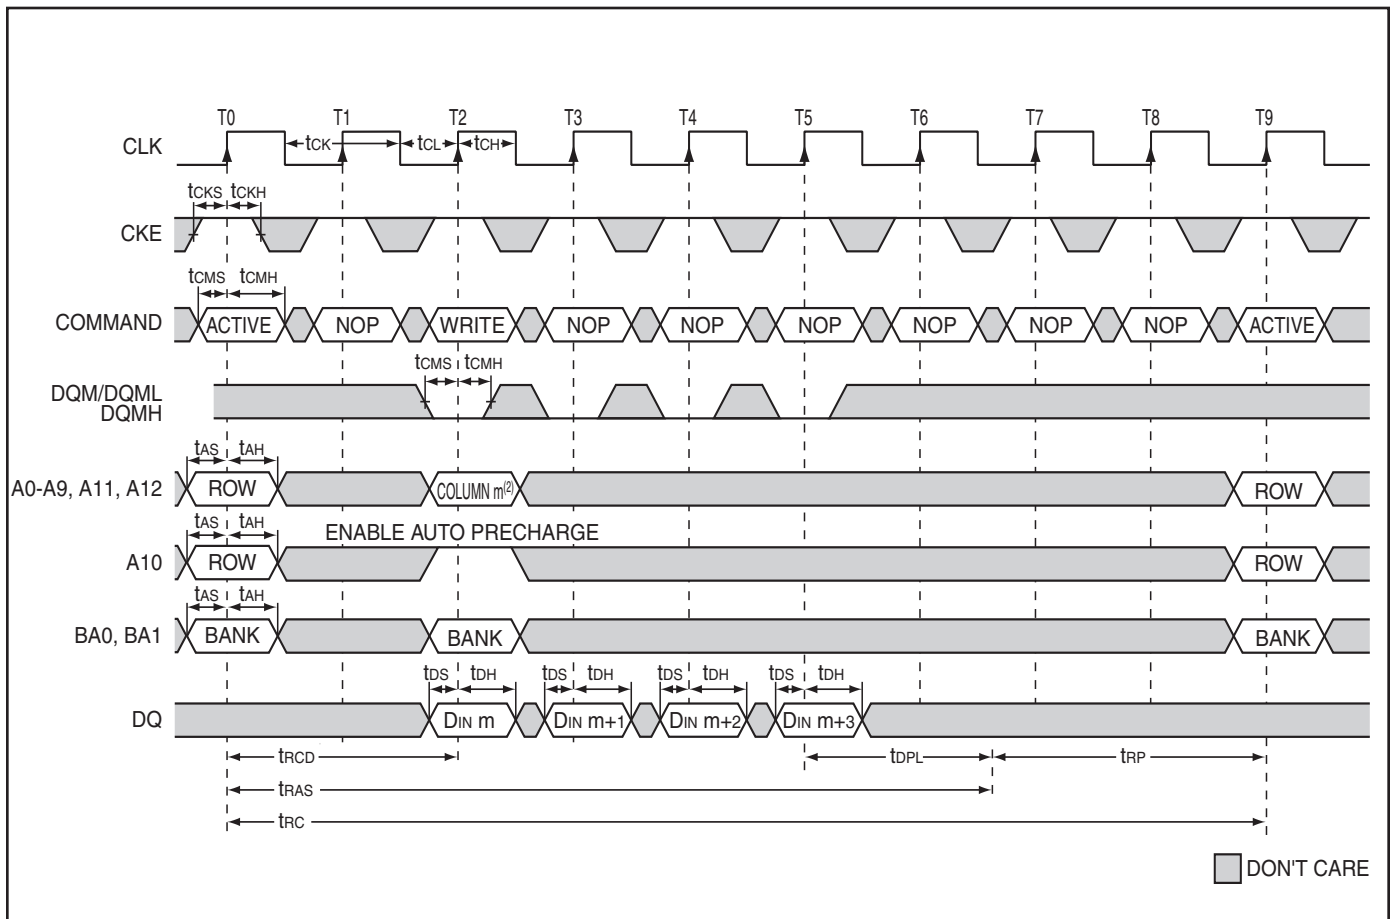 T0 T1 T2 T3 T4 T5 T6 T7 T8 T9
CLK tCK tCL tCH
tCKS tCKH
CKE
tCMS tCMH
COMMAND ACTIVE NOP WRITE NOP NOP NOP NOP NOP NOP ACTIVE
tCMS tCMH
DQM/DQML
DQMH
tAS tAH
A0-A9, A11, A12 ROW COLUMN m(2) ROW
tAS tAH ENABLE AUTO PRECHARGE
A10 ROW ROW
tAS tAH
BA0, BA1 BANK BANK BANK
tDS tDH tDS tDH tDS tDH tDS tDH
DQ DIN m DIN m+1 DIN m+2 DIN m+3
tRCD tDPL tRP
tRAS
tRC
DON'T CARE